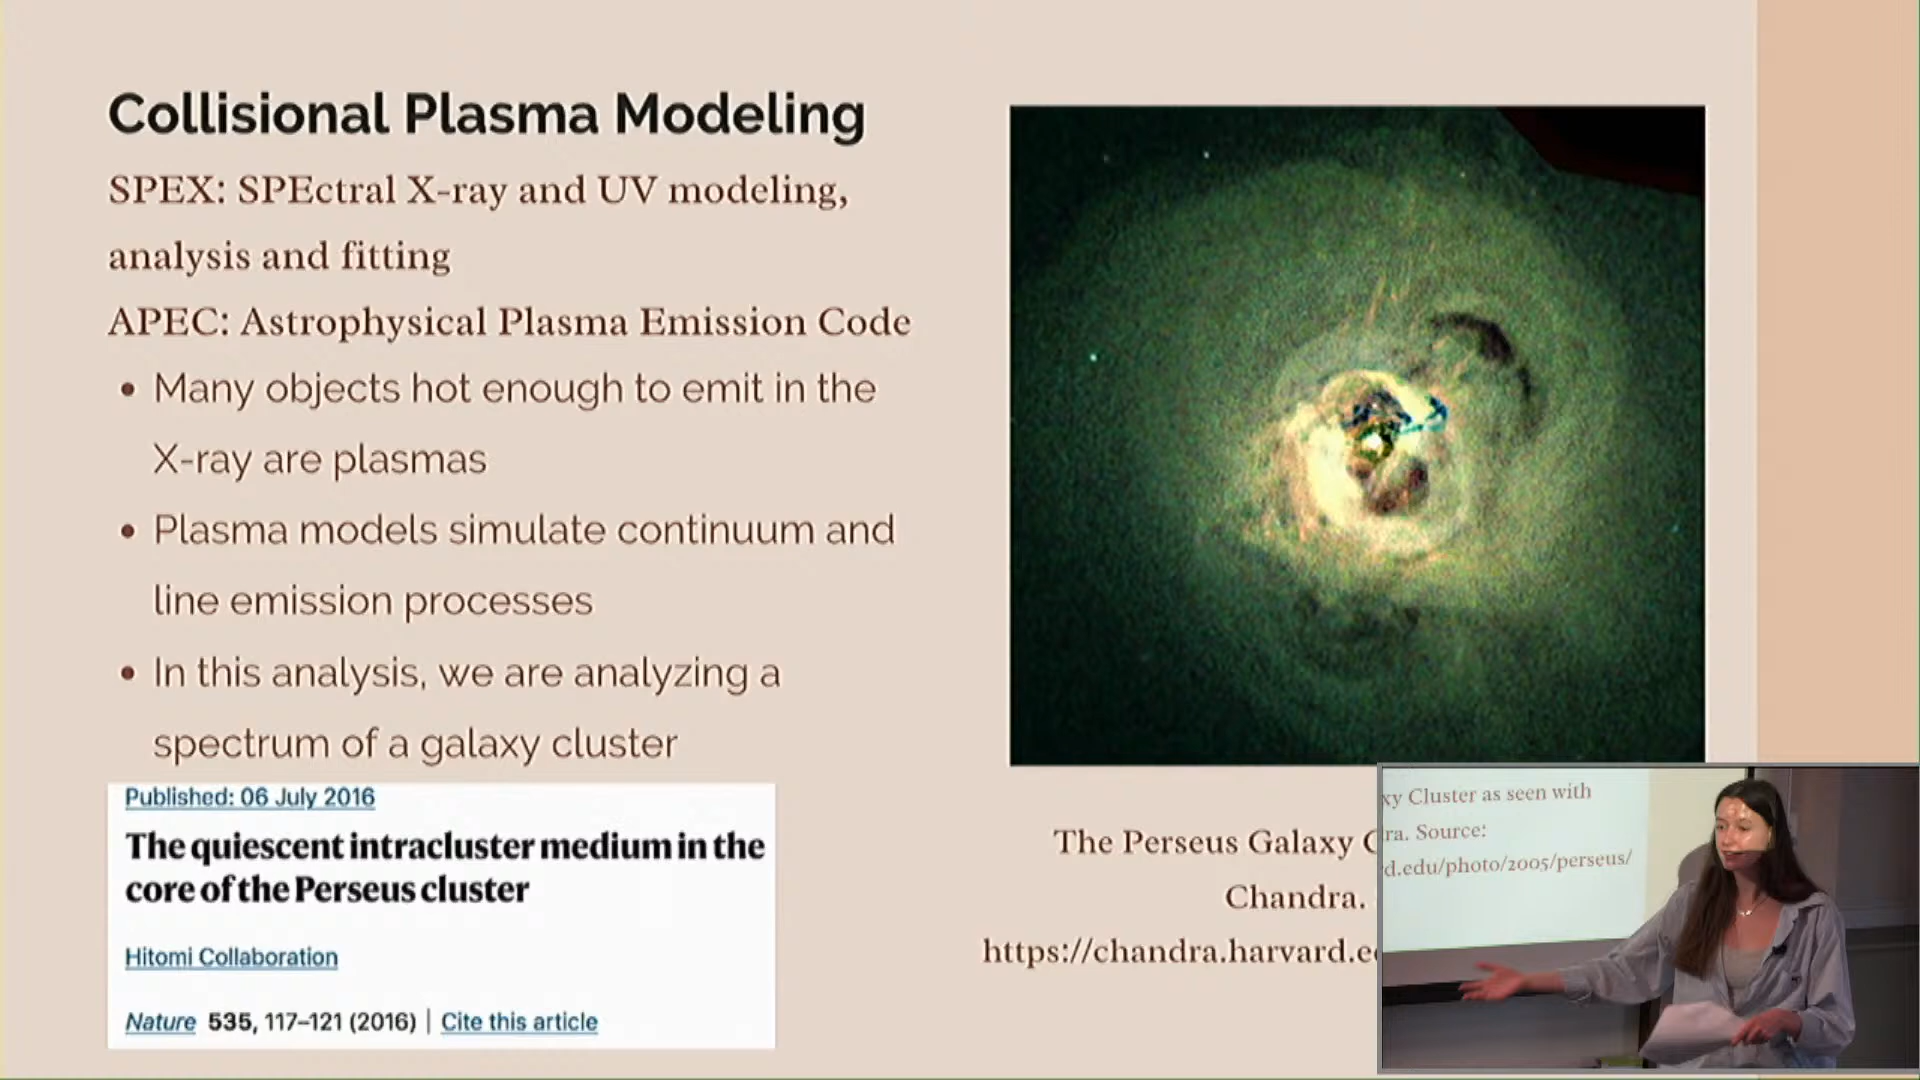 Collisional Plasma Modeling
SPEX: SPEctral X-ray and UV modeling,
analysis and fitting
APEC: Astrophysical Plasma Emission Code
• Many objects hot enough to emit in the
X-ray are plasmas
• Plasma models simulate continuum and
line emission processes
• In this analysis, we are analyzing a
spectrum of a galaxy cluster
Published: 06 July 2016
The quiescent intracluster medium in the
core of the Perseus cluster
Hitomi Collaboration
Nature 535, 117–121 (2016) | Cite this article
The Perseus Galaxy
Chandra.
https://chandra.harvard.e
xy Cluster as seen with
ra. Source:
d.edu/photo/2005/perseus/